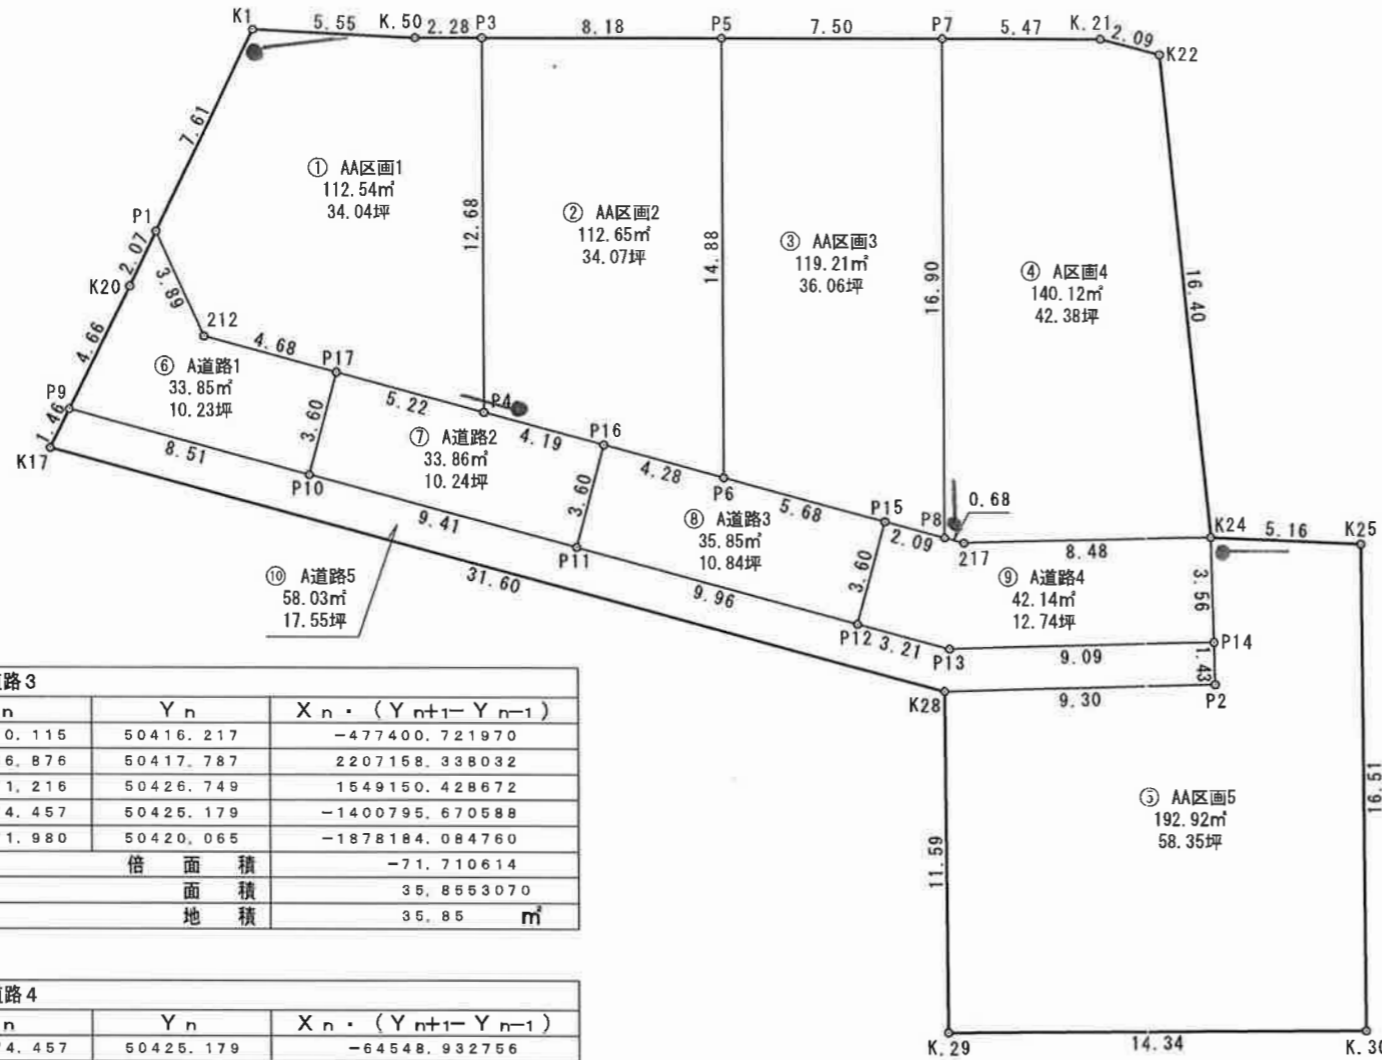 K1
5.55
K.50
2.28
P3
8.18
P5
7.50
P7
5.47
K.21
2.09
K22
7.61
① AA区画1
112.54㎡
34.04坪
12.68
② AA区画2
112.65㎡
34.07坪
14.88
③ AA区画3
119.21㎡
36.06坪
16.90
④ A区画4
140.12㎡
42.38坪
16.40
P1
2.07
3.89
K20
4.66
212
4.68
P17
⑥ A道路1
33.85㎡
10.23坪
P9
1.46
K17
8.51
3.60
5.22
P4
4.19
P16
⑦ A道路2
33.86㎡
10.24坪
P10
9.41
3.60
4.28
P6
5.68
P15
P8
0.68
2.09
217
8.48
K24
5.16
K25
⑧ A道路3
35.85㎡
10.84坪
P11
9.96
3.60
⑨ A道路4
42.14㎡
12.74坪
3.56
⑩ A道路5
58.03㎡
17.55坪
31.60
P12
3.21
P13
9.09
P14
1.43
K28
9.30
P2
11.59
⑤ AA区画5
192.92㎡
58.35坪
16.51
K.29
14.34
K.30
路3
n Y n X n ・ ( Y n+1− Y n−1 )
0.115 50416.217 −477400.721970
6.876 50417.787 2207158.338032
1.216 50426.749 1549150.428672
4.457 50425.179 −1400795.670588
1.980 50420.065 −1878184.084760
倍 面 積 −71.710614
面 積 35.8553070
地 積 35.85 ㎡
路4
n Y n X n ・ ( Y n+1− Y n−1 )
4.457 50425.179 −64548.932756